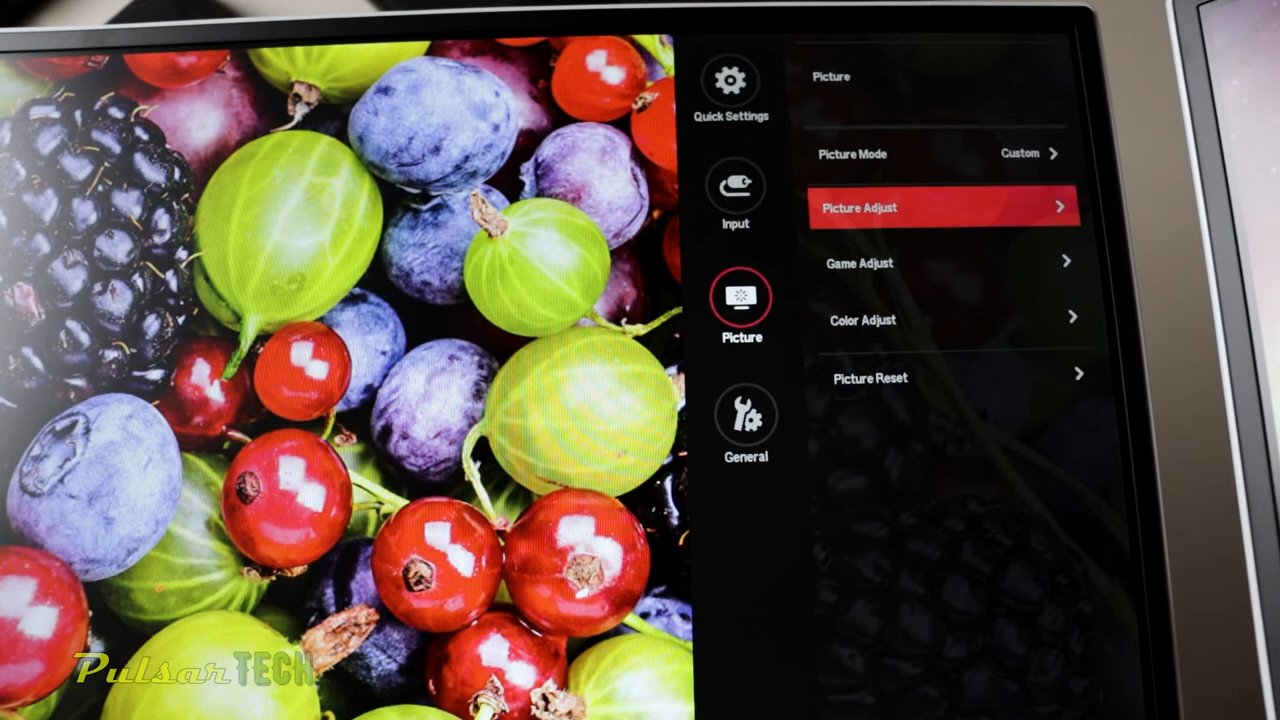 Quick Settings
Input
Picture
General
Picture
Picture Mode Custom
Picture Adjust
Game Adjust
Color Adjust
Picture Reset
PulsarTECH